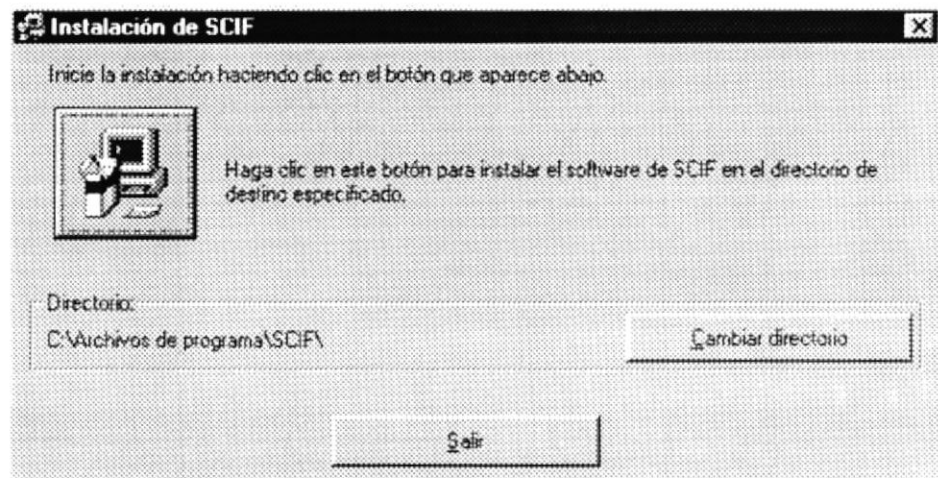 Instalación de SCIF
Inicie la instalación haciendo clic en el botón que aparece abajo.
Haga clic en este botón para instalar el software de SCIF en el directorio de
destino especificado.
Directorio:
C:\Archivos de programa\SCIF\
Cambiar directorio
Salir